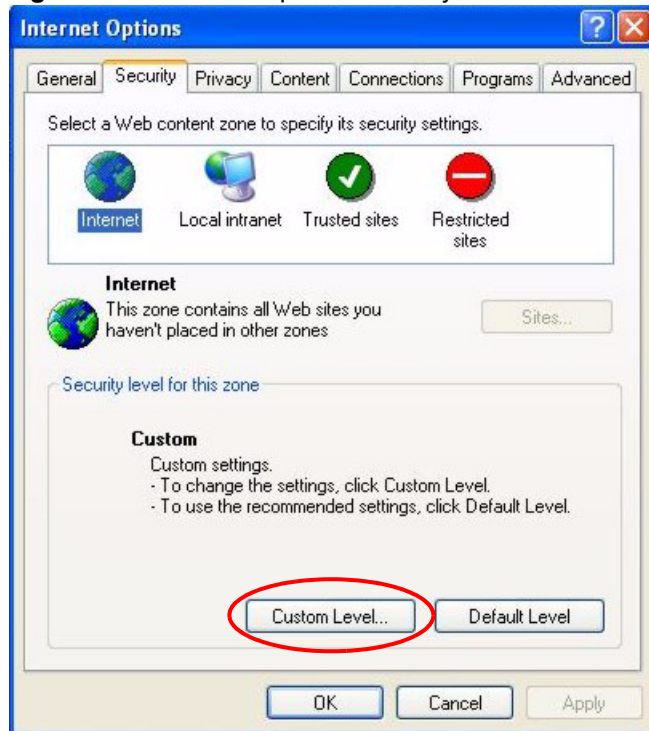 Internet Options
General Security Privacy Content Connections Programs Advanced
Select a Web content zone to specify its security settings.
Internet Local intranet Trusted sites Restricted
sites
Internet
This zone contains all Web sites you
haven't placed in other zones
Sites...
Security level for this zone
Custom
Custom settings.
- To change the settings, click Custom Level.
- To use the recommended settings, click Default Level.
Custom Level... Default Level
OK Cancel Apply